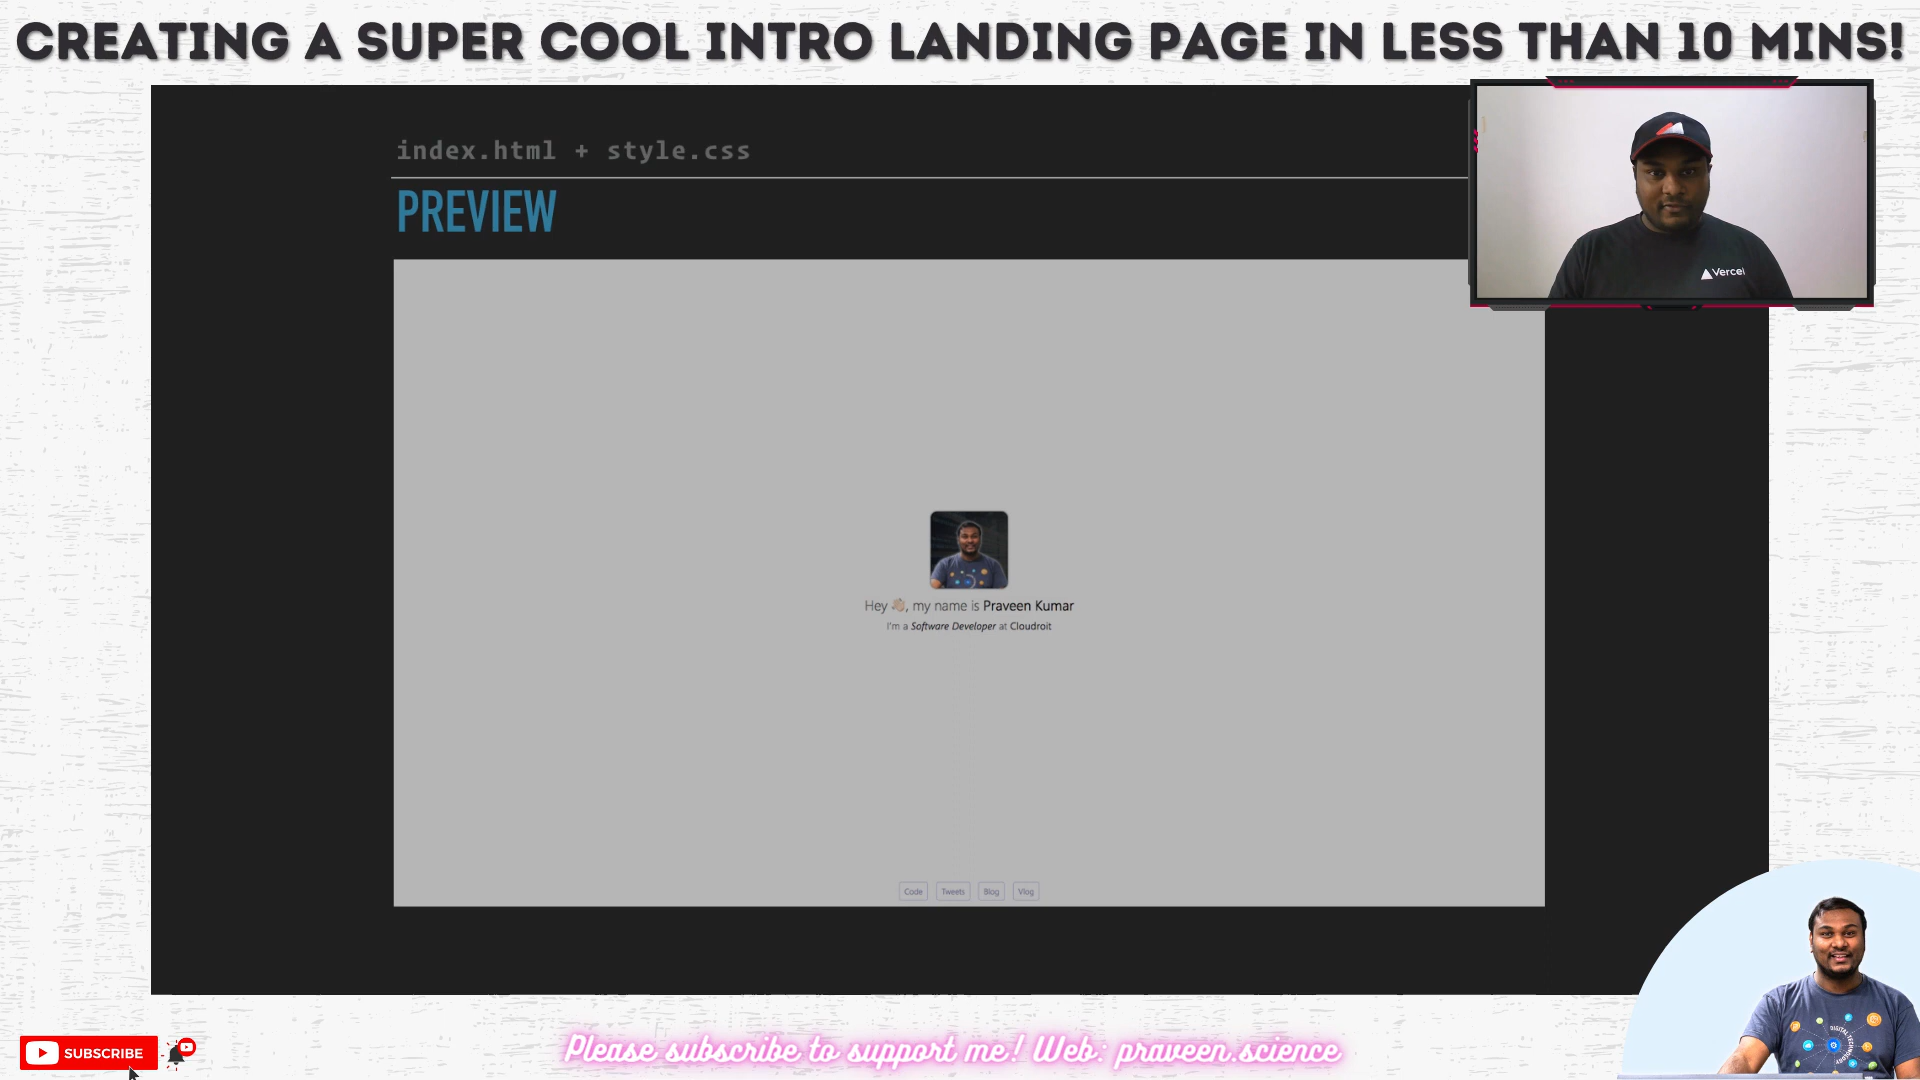 CREATING A SUPER COOL INTRO LANDING PAGE IN LESS THAN 10 MINS!
index.html + style.css
PREVIEW
Vercel
Hey 👋🏻, my name is Praveen Kumar
I'm a Software Developer at Cloudroit
Code Tweets Blog Vlog
DIGITAL
TECHNOLOGY
SUBSCRIBE
Please subscribe to support me! Web: praveen.science